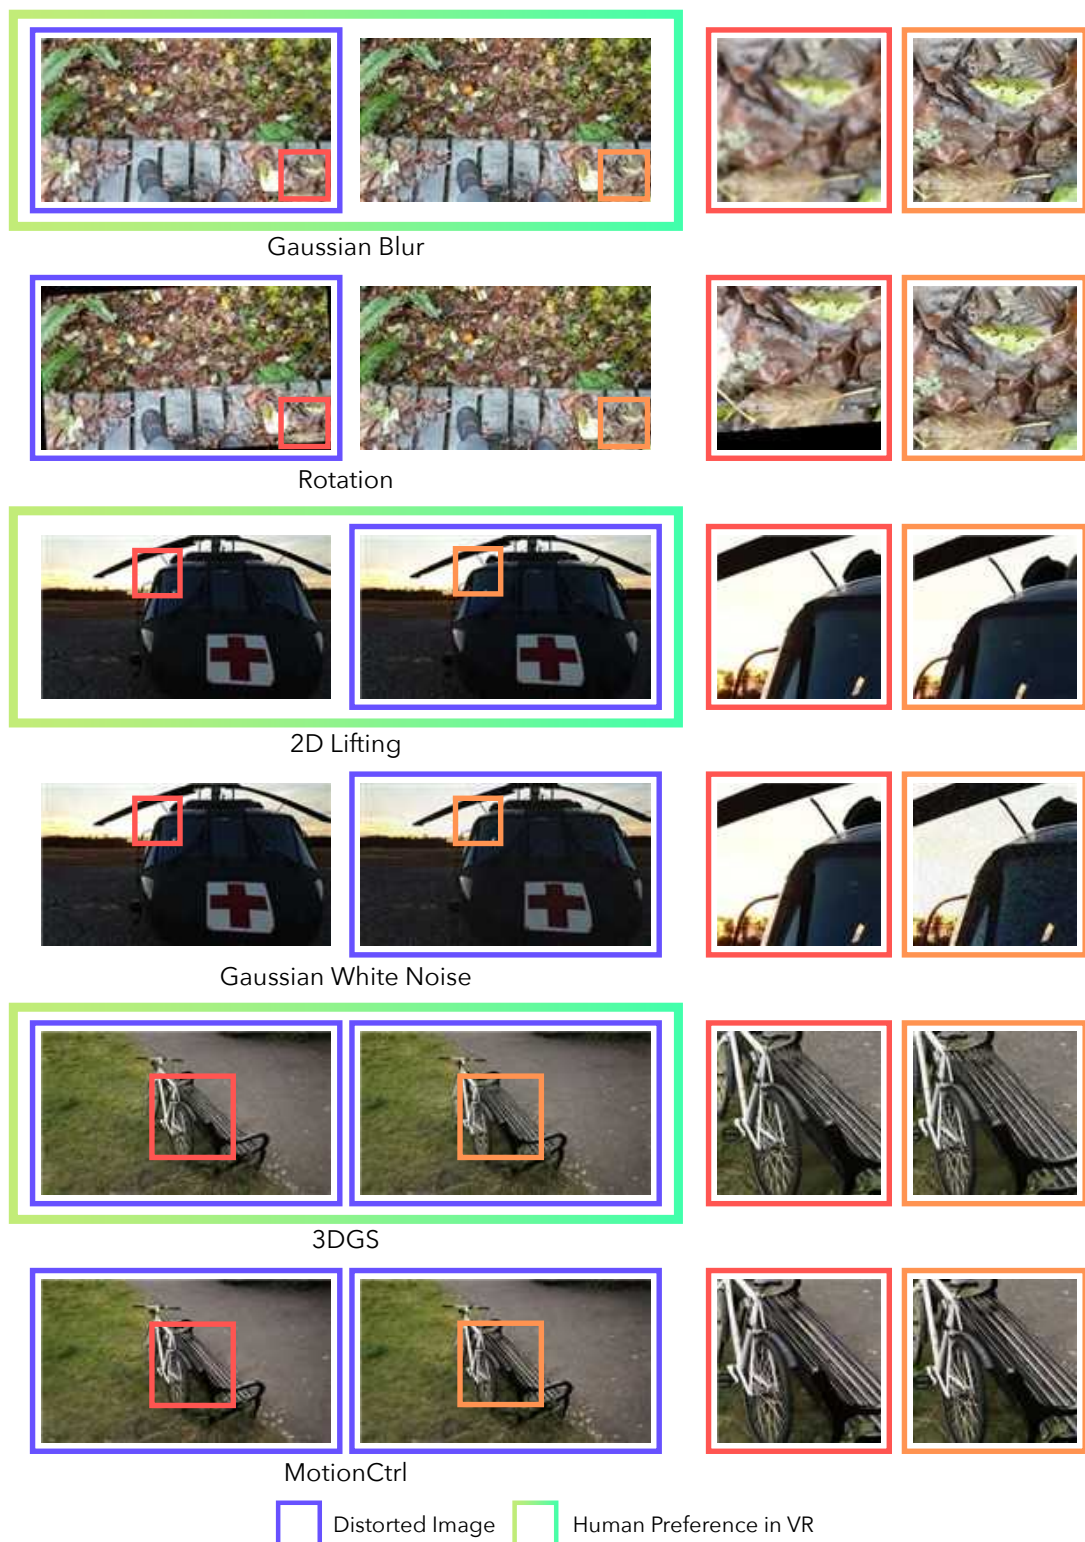 Gaussian Blur
Rotation
2D Lifting
Gaussian White Noise
3DGS
MotionCtrl
Distorted Image
Human Preference in VR